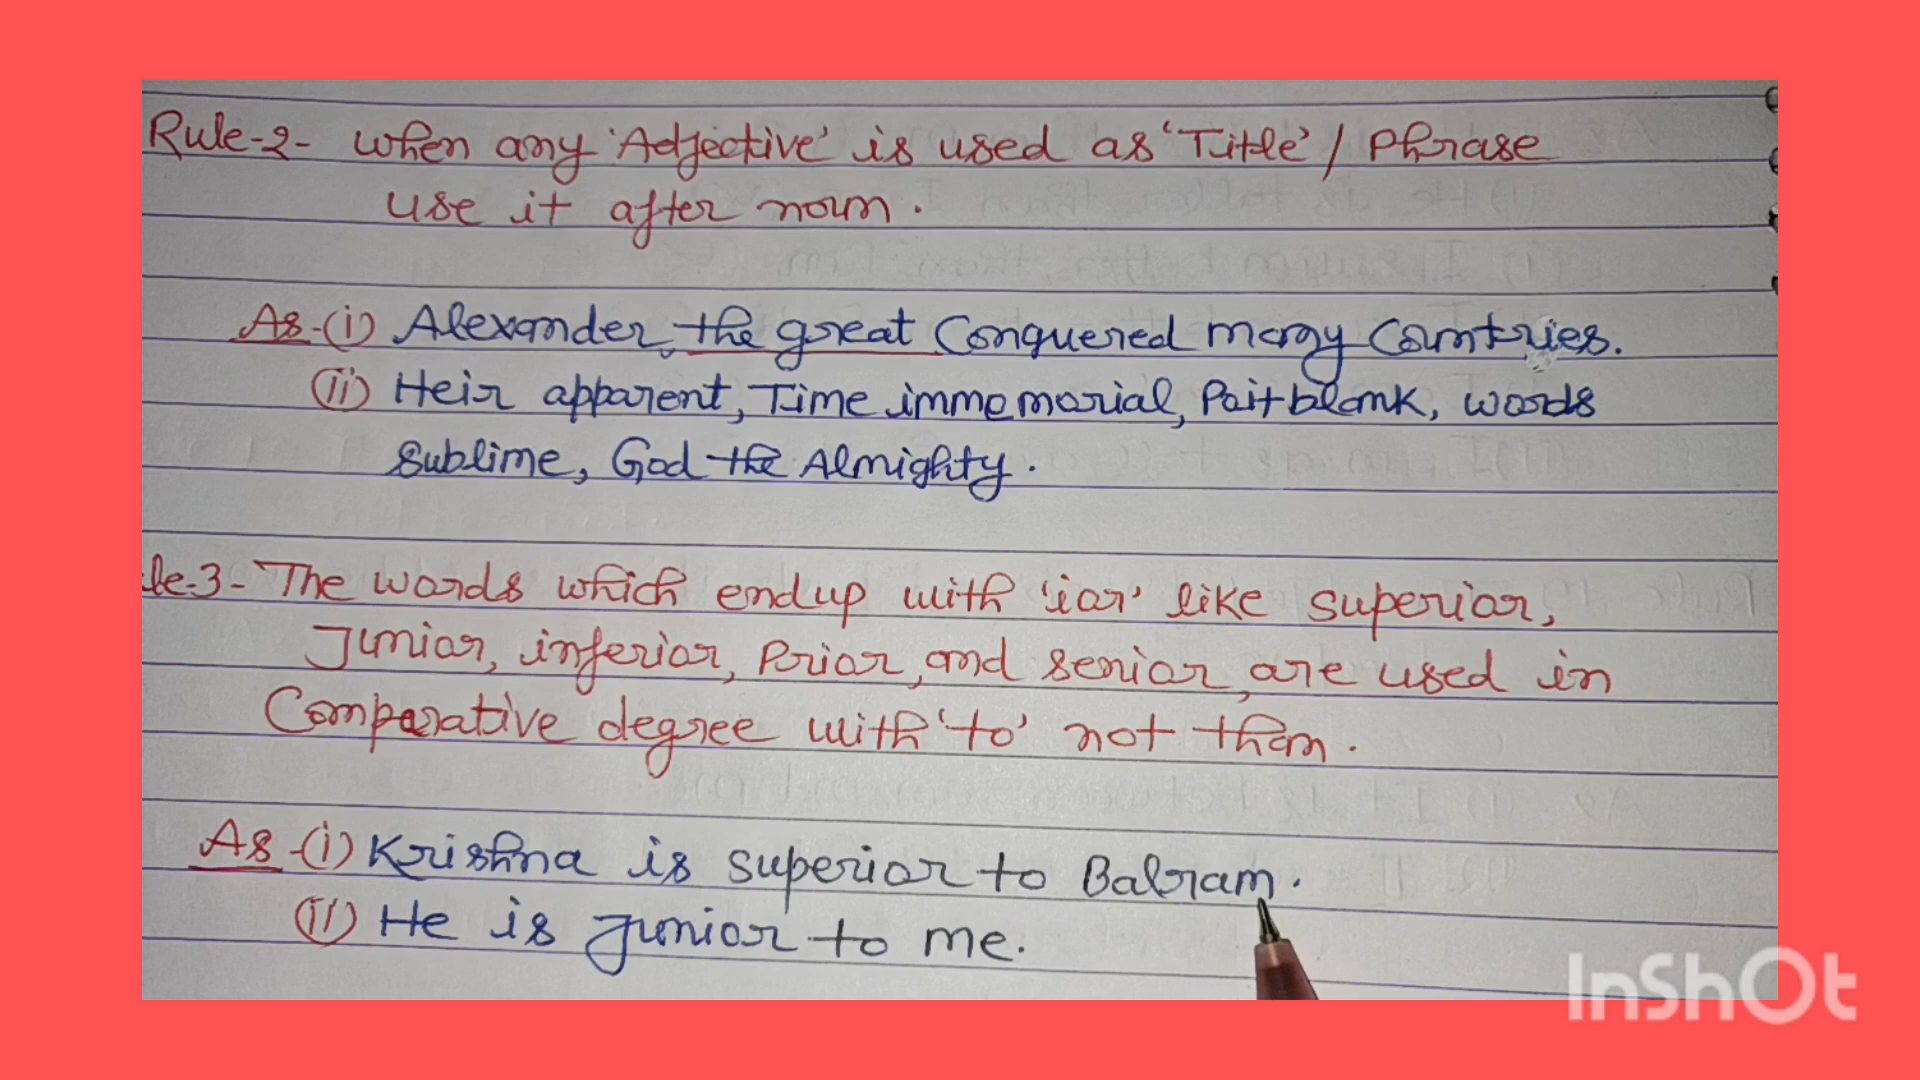 Rule-2- when any 'Adjective' is used as 'Title' / Phrase
use it after noun.
As-(i) Alexander, the great Conquered many Countries.
(ii) Heir apparent, Time immemorial, Paitblank, words
sublime, God the Almighty.
le-3- The words which endup with 'ior' like superior,
Junior, inferior, Prior, and senior, are used in
Comparative degree with 'to' not than.
As-(i) Krishna is superior to Balram.
(ii) He is junior to me.
InShOt